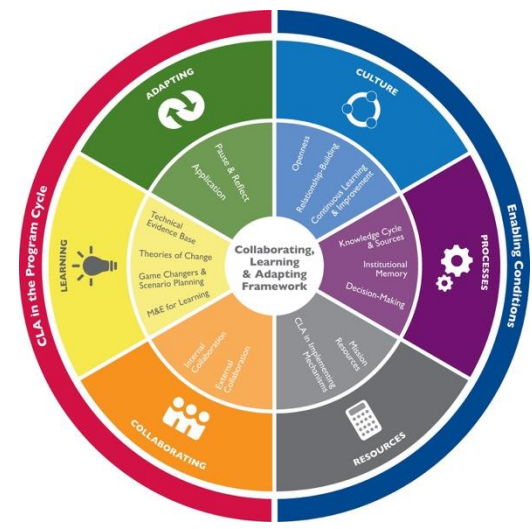 CLA in the Program Cycle
Enabling Conditions
ADAPTING
Pause & Reflect
Application
CULTURE
Openness
Relationship-Building
Continuous Learning
& Improvement
LEARNING
Technical
Evidence Base
Theories of Change
Game Changers &
Scenario Planning
M&E for Learning
Collaborating,
Learning
& Adapting
Framework
PROCESSES
Knowledge Cycle
& Sources
Institutional
Memory
Decision-Making
COLLABORATING
Internal
Collaboration
External
Collaboration
RESOURCES
Mission
Resources
CLA in Implementing
Mechanisms